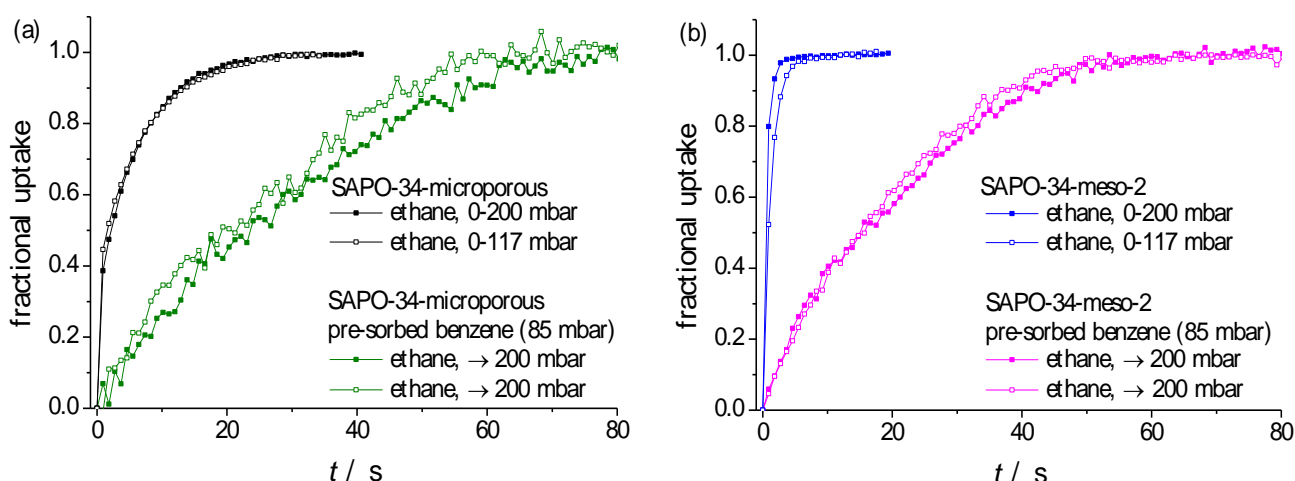 (a)
fractional uptake
1.0
0.8
0.6
0.4
0.2
0.0
SAPO-34-microporous
ethane, 0-200 mbar
ethane, 0-117 mbar
SAPO-34-microporous
pre-sorbed benzene (85 mbar)
ethane, → 200 mbar
ethane, → 200 mbar
0 20 40 60 80
t / s
(b)
fractional uptake
1.0
0.8
0.6
0.4
0.2
0.0
SAPO-34-meso-2
ethane, 0-200 mbar
ethane, 0-117 mbar
SAPO-34-meso-2
pre-sorbed benzene (85 mbar)
ethane, → 200 mbar
ethane, → 200 mbar
0 20 40 60 80
t / s